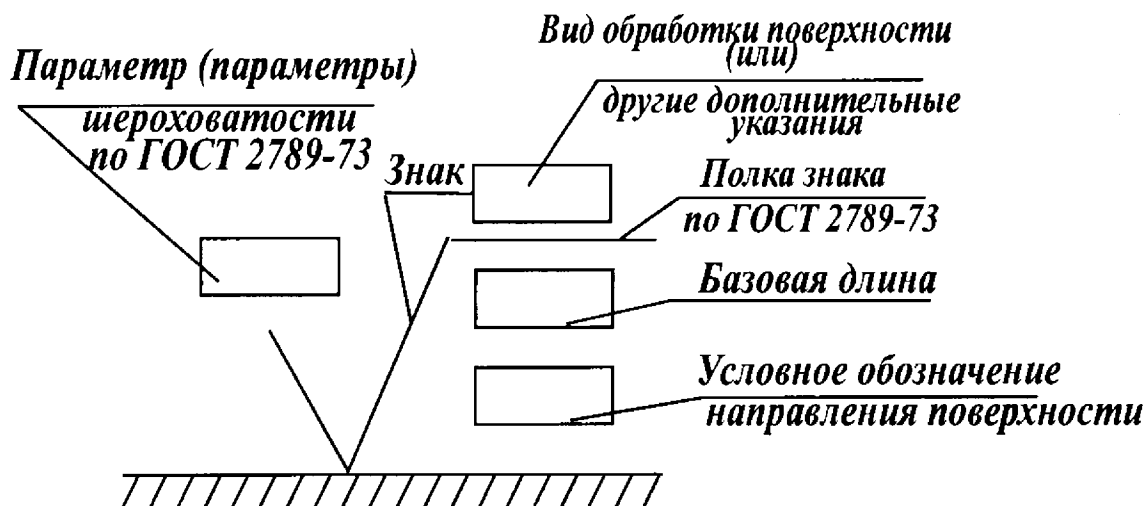 Вид обработки поверхности
(или)
другие дополнительные
указания
Параметр (параметры)
шероховатости
по ГОСТ 2789-73
Знак
Полка знака
по ГОСТ 2789-73
Базовая длина
Условное обозначение
направления поверхности